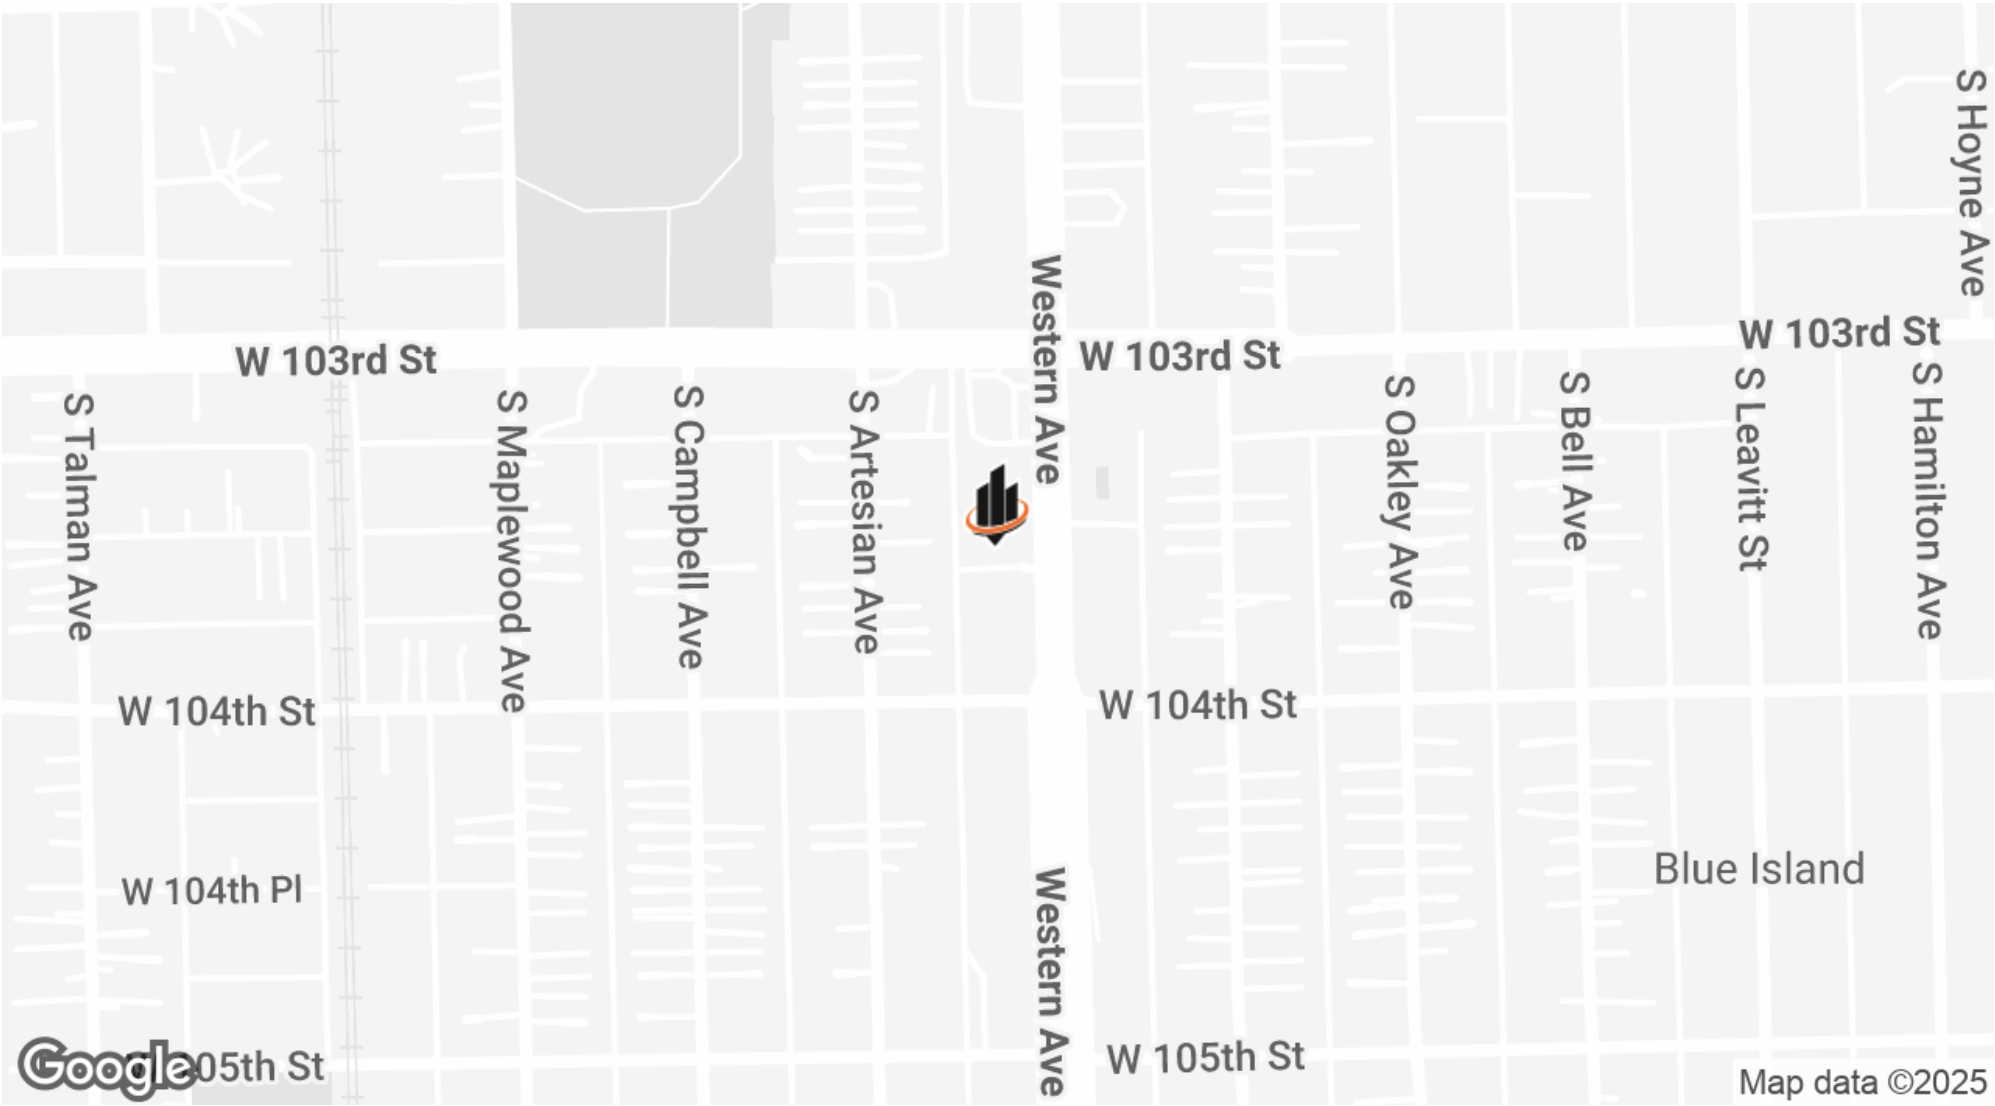 S Hoyne Ave
Western Ave
W 103rd St
W 103rd St
W 103rd St
S Talman Ave
S Maplewood Ave
S Campbell Ave
S Artesian Ave
S Oakley Ave
S Bell Ave
S Leavitt St
S Hamilton Ave
W 104th St
W 104th St
W 104th Pl
Blue Island
Western Ave
Google
05th St
W 105th St
Map data ©2025